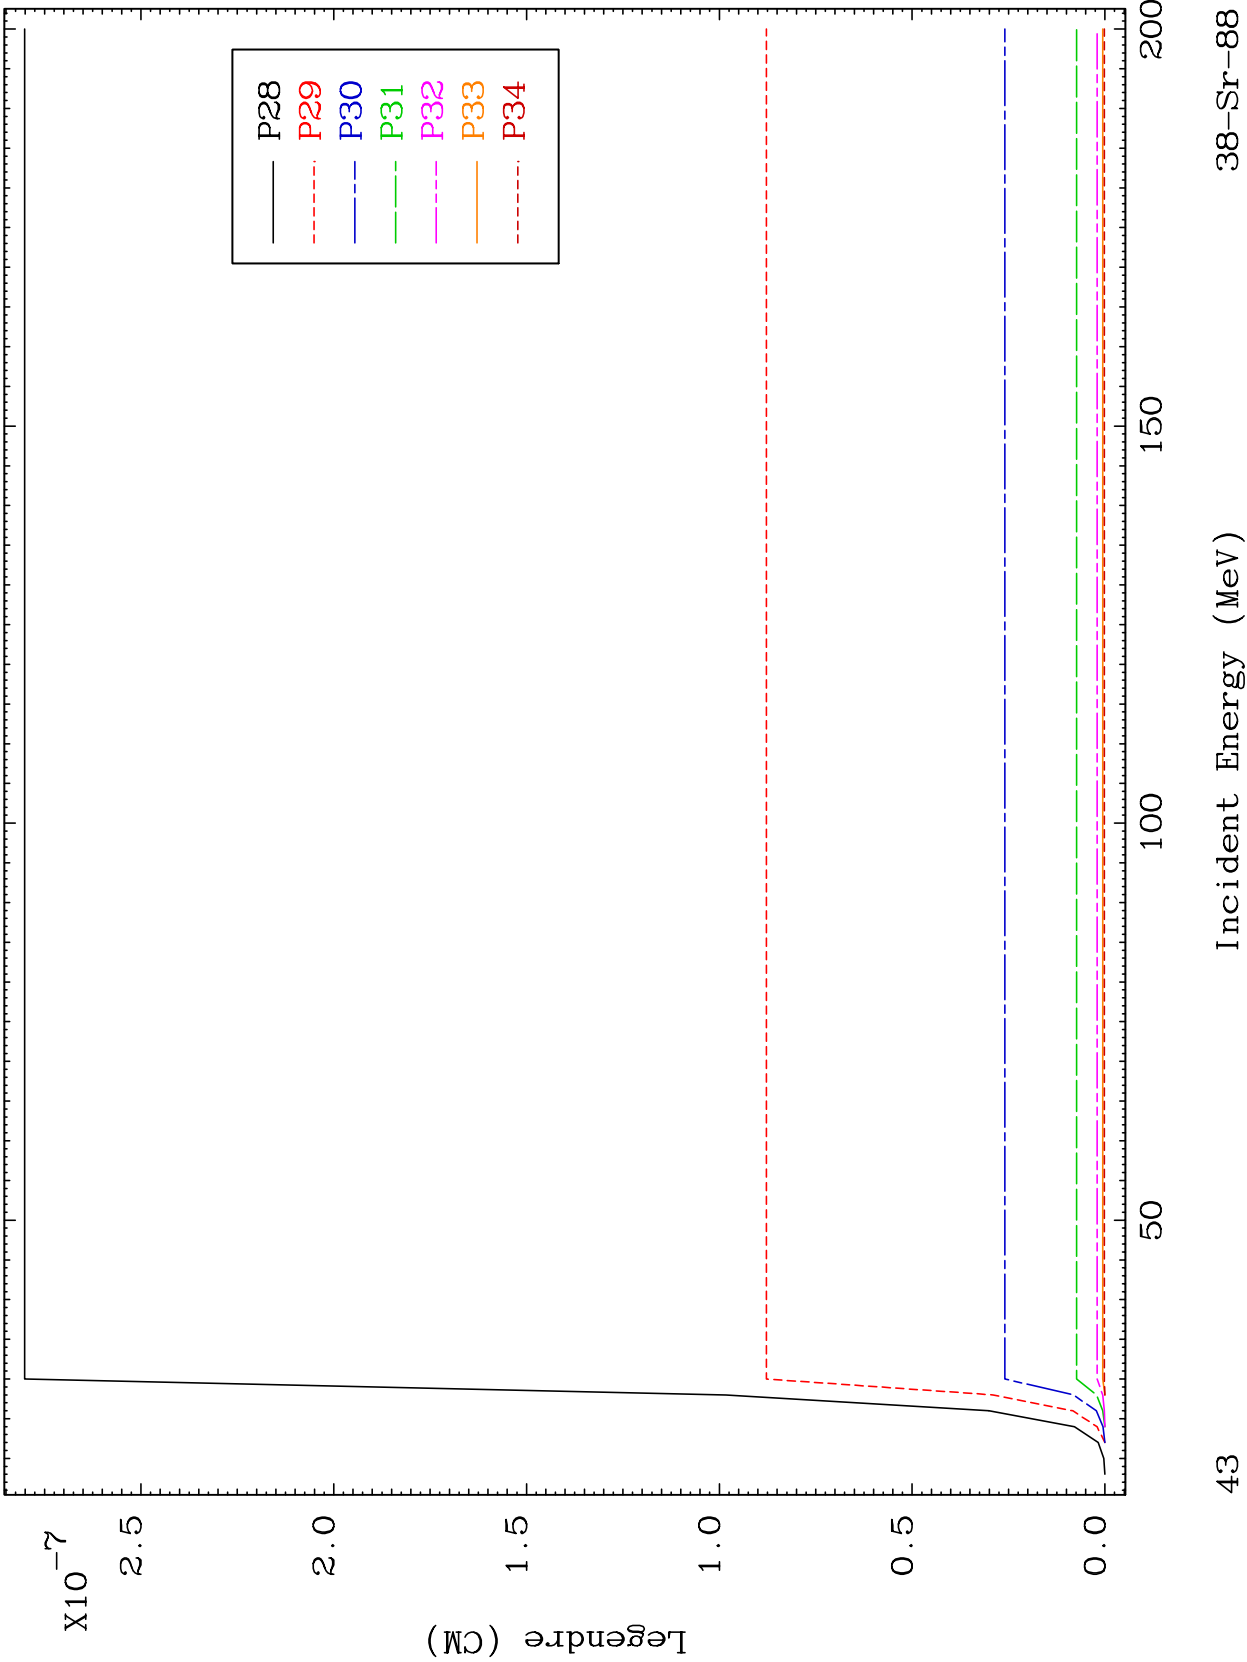 X10-7
2.5
2.0
1.5
1.0
0.5
0.0
Legendre (CM)
P28
P29
P30
P31
P32
P33
P34
50
100
150
200
43
Incident Energy (MeV)
38-Sr-88